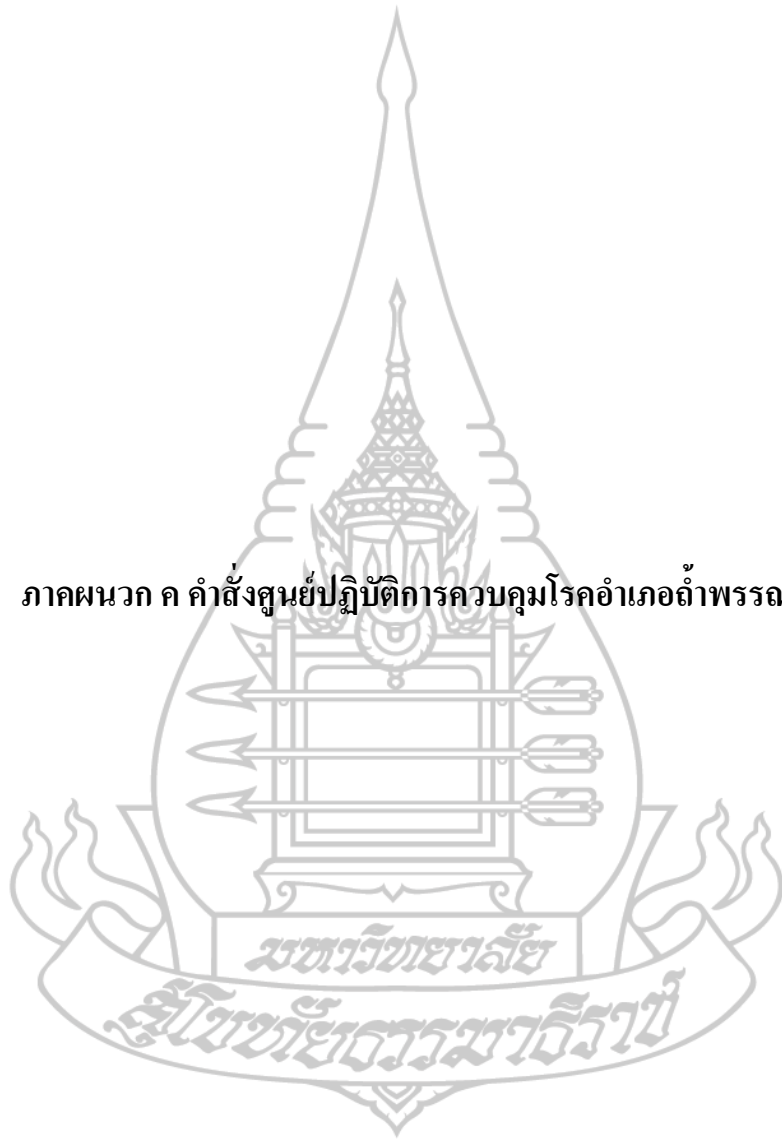 ภาคผนวก ค คำสั่งศูนย์ปฏิบัติการควบคุมโรคอำเภอถ้ำพรรณ
มหาวิทยาลัย
สุโขทัยธรรมาธิราช